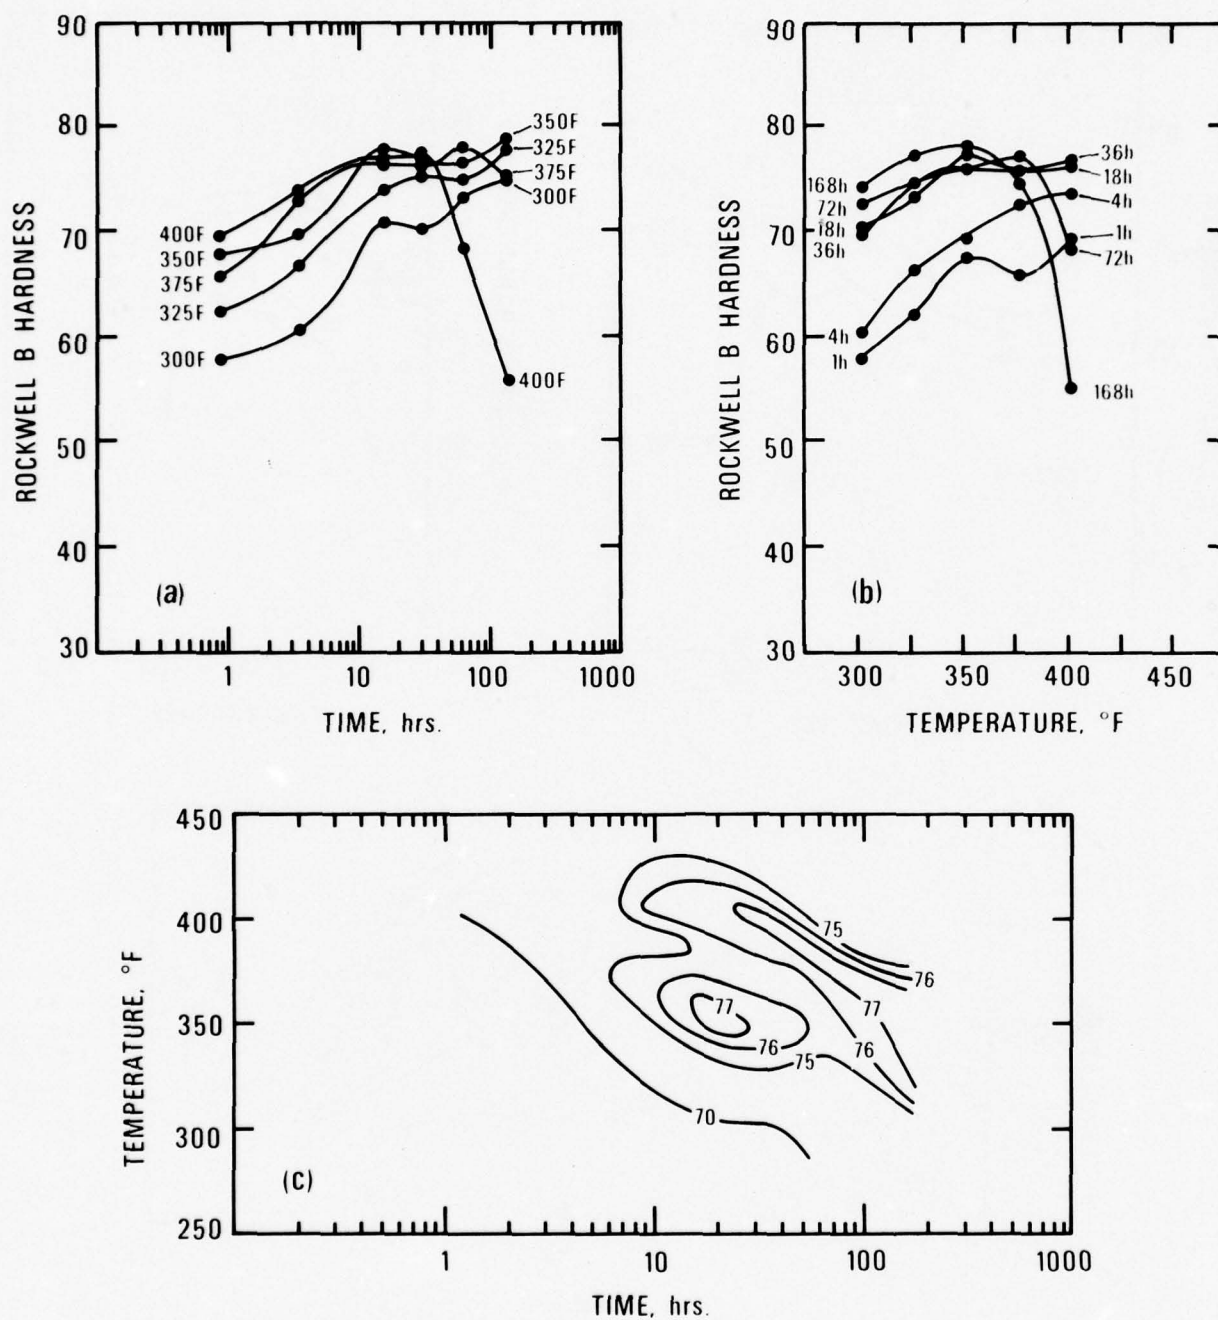 90
80
70
60
50
40
30
ROCKWELL B HARDNESS
350F
325F
375F
300F
400F
350F
375F
325F
300F
400F
(a)
1
10
100
1000
TIME, hrs.
90
80
70
60
50
40
30
ROCKWELL B HARDNESS
168h
72h
18h
36h
4h
1h
36h
18h
4h
1h
72h
168h
(b)
300
350
400
450
TEMPERATURE, °F
450
400
350
300
250
TEMPERATURE, °F
75
76
77
77
76
75
76
70
(c)
1
10
100
1000
TIME, hrs.